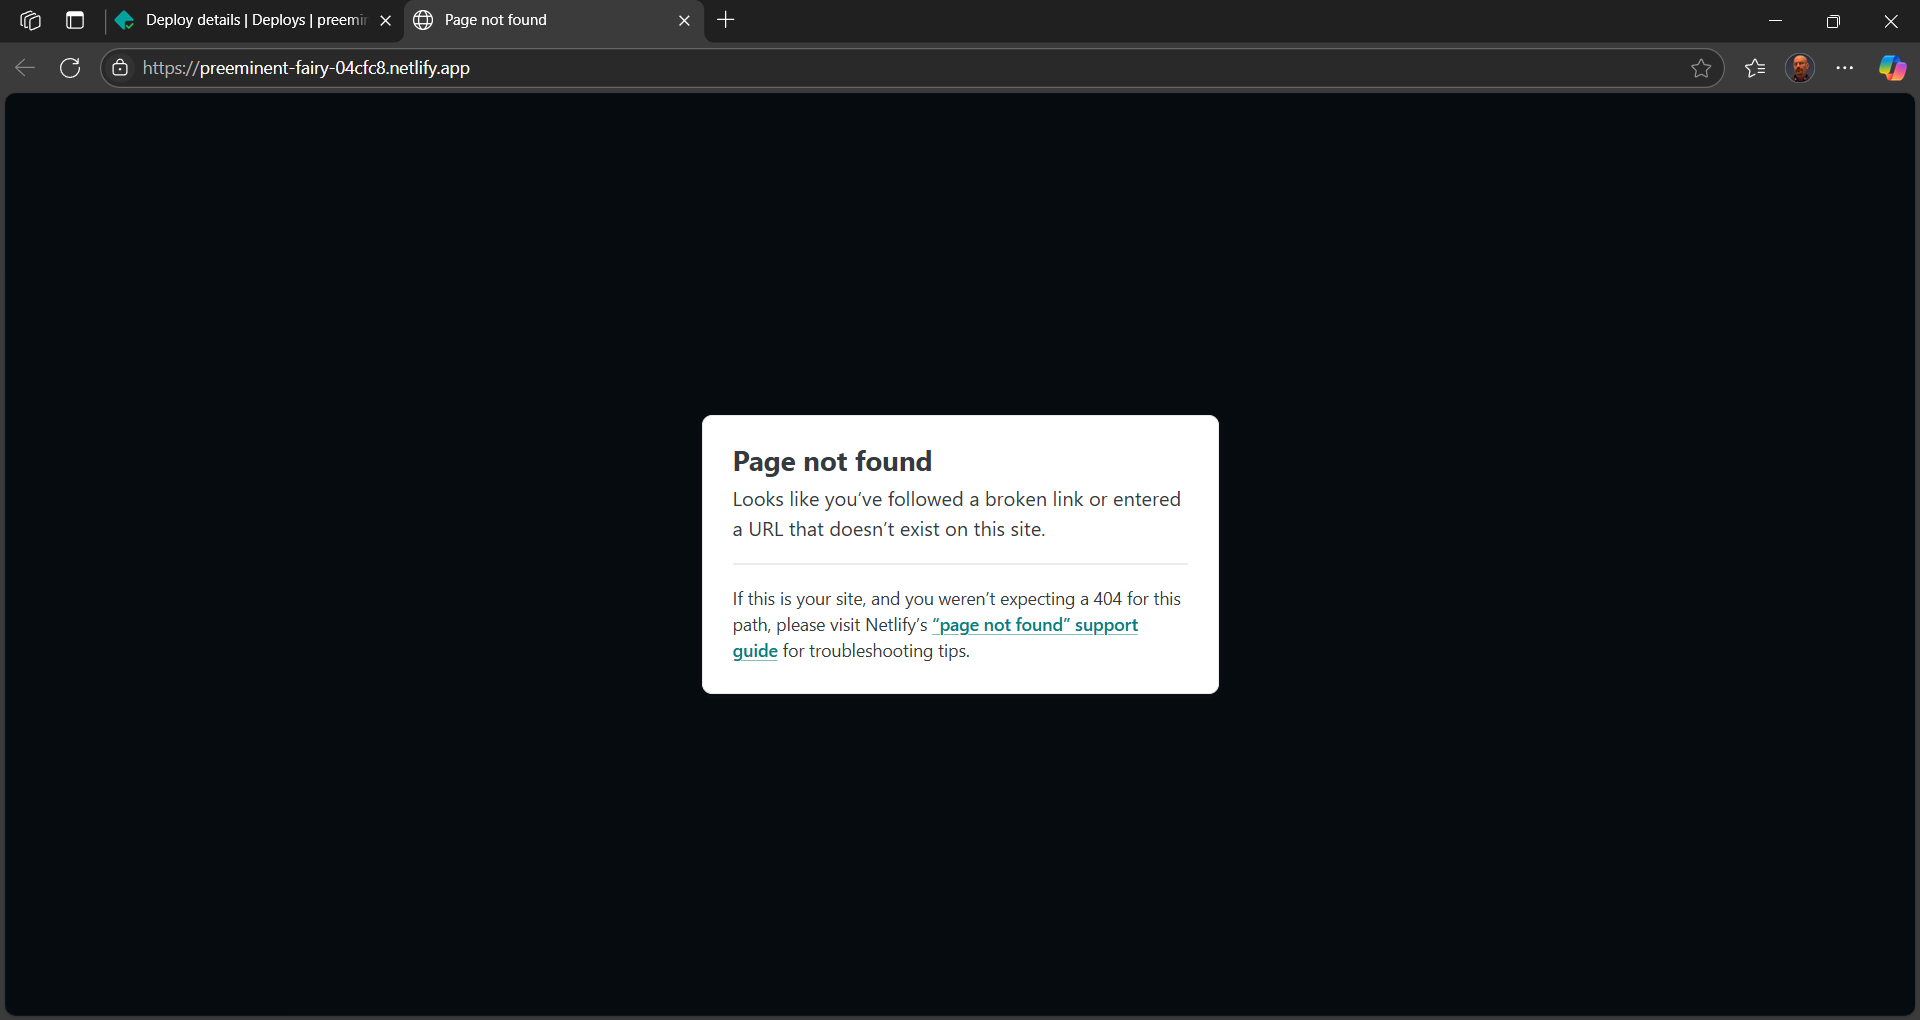 Deploy details | Deploys | preemin
Page not found
https://preeminent-fairy-04cfc8.netlify.app
Page not found
Looks like you’ve followed a broken link or entered
a URL that doesn’t exist on this site.
If this is your site, and you weren’t expecting a 404 for this
path, please visit Netlify’s “page not found” support
guide for troubleshooting tips.